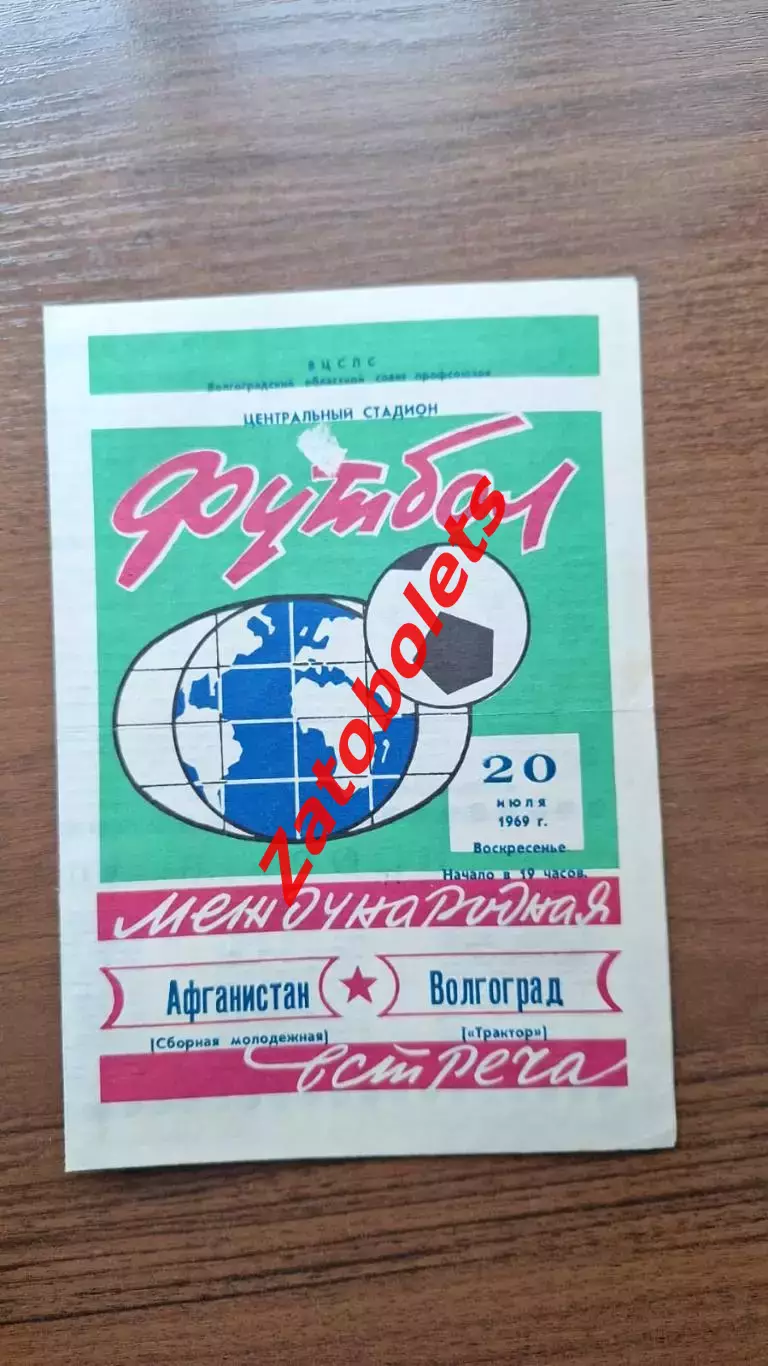 ВЦСПС
Волгоградский областной совет профсоюзов
ЦЕНТРАЛЬНЫЙ СТАДИОН
Футбол
20
июля
1969 г.
Воскресенье
Начало в 19 часов.
международная
Афганистан ★ Волгоград
[Сборная молодежная] [«Трактор»]
встреча
Zatobolets